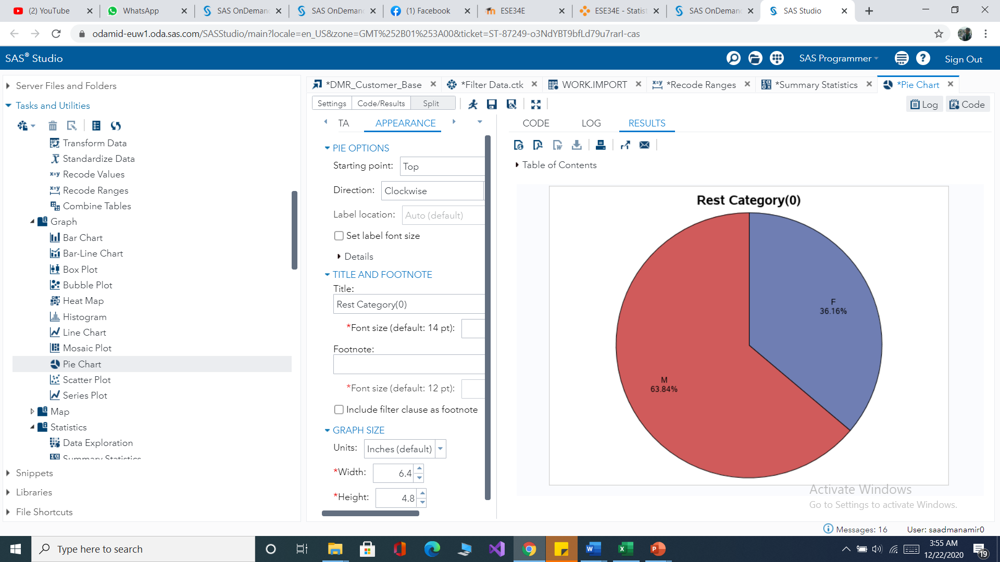 (2) YouTube
WhatsApp
SAS OnDeman
SAS OnDeman
(1) Facebook
ESE34E
ESE34E - Statist
SAS OnDeman
SAS Studio
odamid-euw1.oda.sas.com/SASStudio/main?locale=en_US&zone=GMT%252B01%253A00&ticket=ST-87249-o3NdYBT9bfLd79u7rarI-cas
SAS® Studio
SAS Programmer
Sign Out
Server Files and Folders
Tasks and Utilities
Transform Data
Standardize Data
Recode Values
Recode Ranges
Combine Tables
Graph
Bar Chart
Bar-Line Chart
Box Plot
Bubble Plot
Heat Map
Histogram
Line Chart
Mosaic Plot
Pie Chart
Scatter Plot
Series Plot
Map
Statistics
Data Exploration
Summary Statistics
Snippets
Libraries
File Shortcuts
*DMR_Customer_Base
*Filter Data.ctk
WORK.IMPORT
*Recode Ranges
*Summary Statistics
*Pie Chart
Settings
Code/Results
Split
Log
Code
TA
APPEARANCE
PIE OPTIONS
Starting point: Top
Direction: Clockwise
Label location: Auto (default)
Set label font size
Details
TITLE AND FOOTNOTE
Title:
Rest Category(0)
*Font size (default: 14 pt):
Footnote:
*Font size (default: 12 pt):
Include filter clause as footnote
GRAPH SIZE
Units: Inches (default)
*Width: 6.4
*Height: 4.8
CODE
LOG
RESULTS
Table of Contents
Rest Category(0)
F
36.16%
M
63.84%
Activate Windows
Go to Settings to activate Windows.
Messages: 16
User: saadmanamir0
Type here to search
3:55 AM
12/22/2020
19